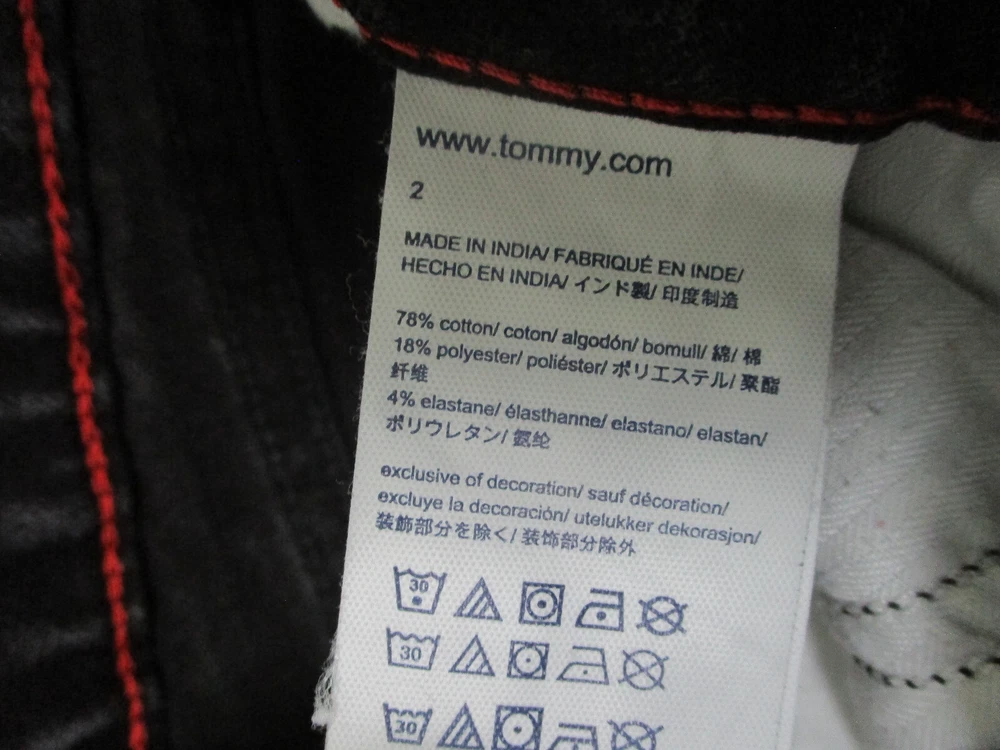 www.tommy.com
2
MADE IN INDIA/ FABRIQUÉ EN INDE/
HECHO EN INDIA/ インド製/ 印度制造
78% cotton/ coton/ algodón/ bomull/ 綿/ 棉
18% polyester/ poliéster/ ポリエステル/ 聚酯
纤维
4% elastane/ élasthanne/ elastano/ elastan/
ポリウレタン/ 氨纶
exclusive of decoration/ sauf décoration/
excluye la decoración/ utelukker dekorasjon/
装飾部分を除く/ 装饰部分除外
30
30
30